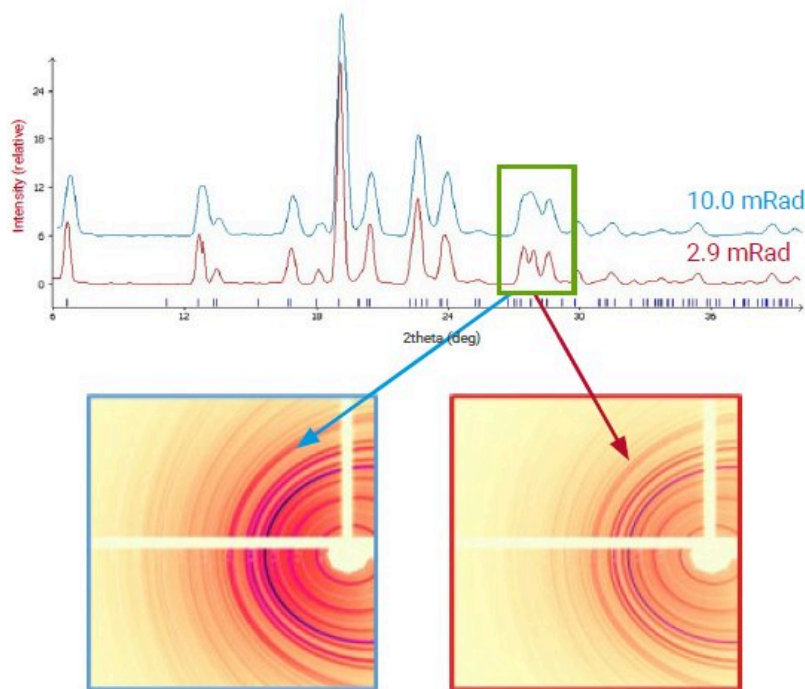 24
18
12
6
0
Intensity (relative)
10.0 mRad
2.9 mRad
6 12 18 24 30 36
2theta (deg)